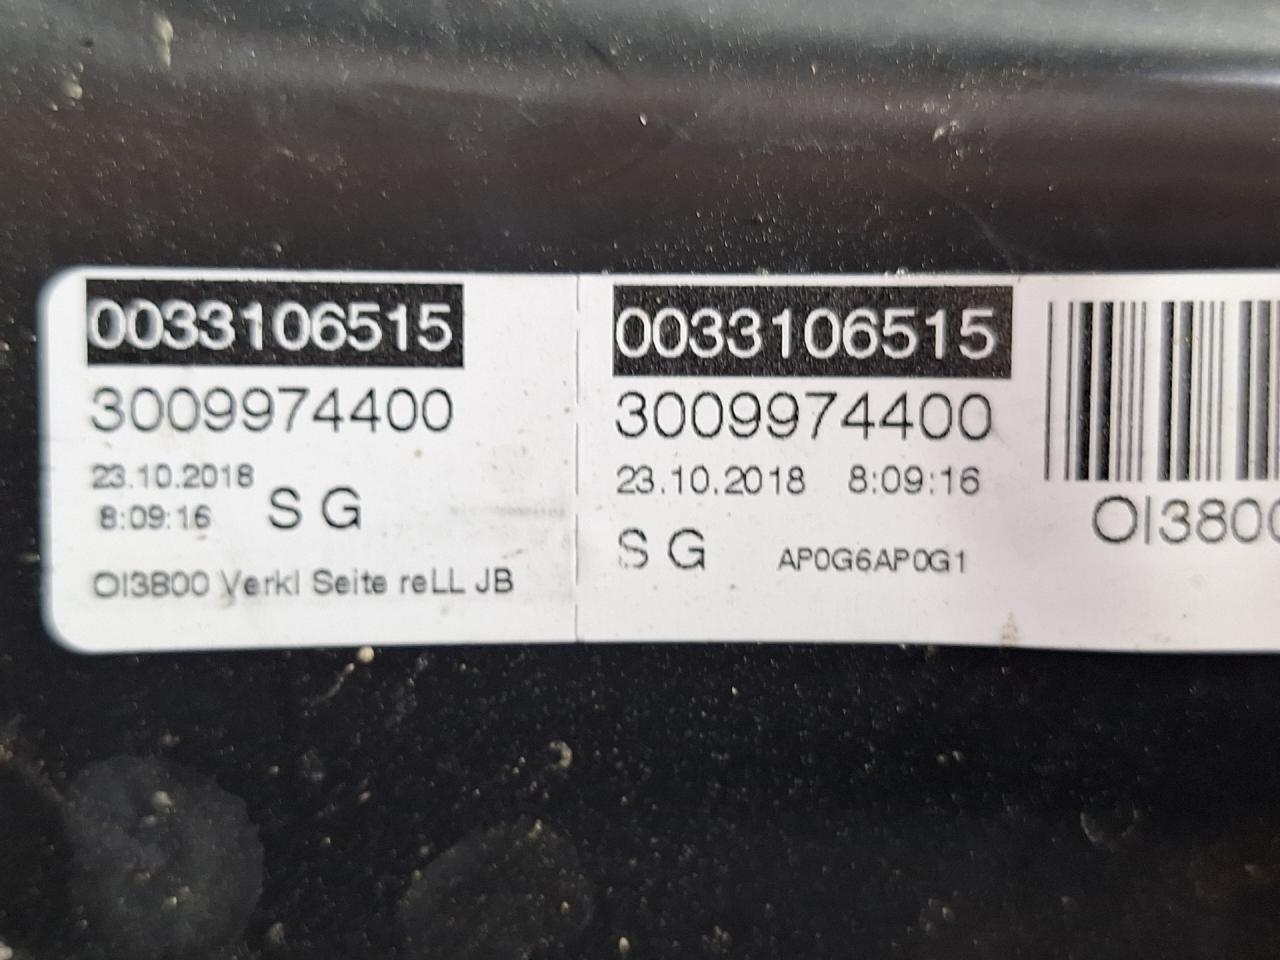 0033106515
3009974400
23.10.2018
8:09:16 S G
OI3800 Verkl Seite reLL JB
0033106515
3009974400
23.10.2018 8:09:16
S G AP0G6AP0G1
OI3800